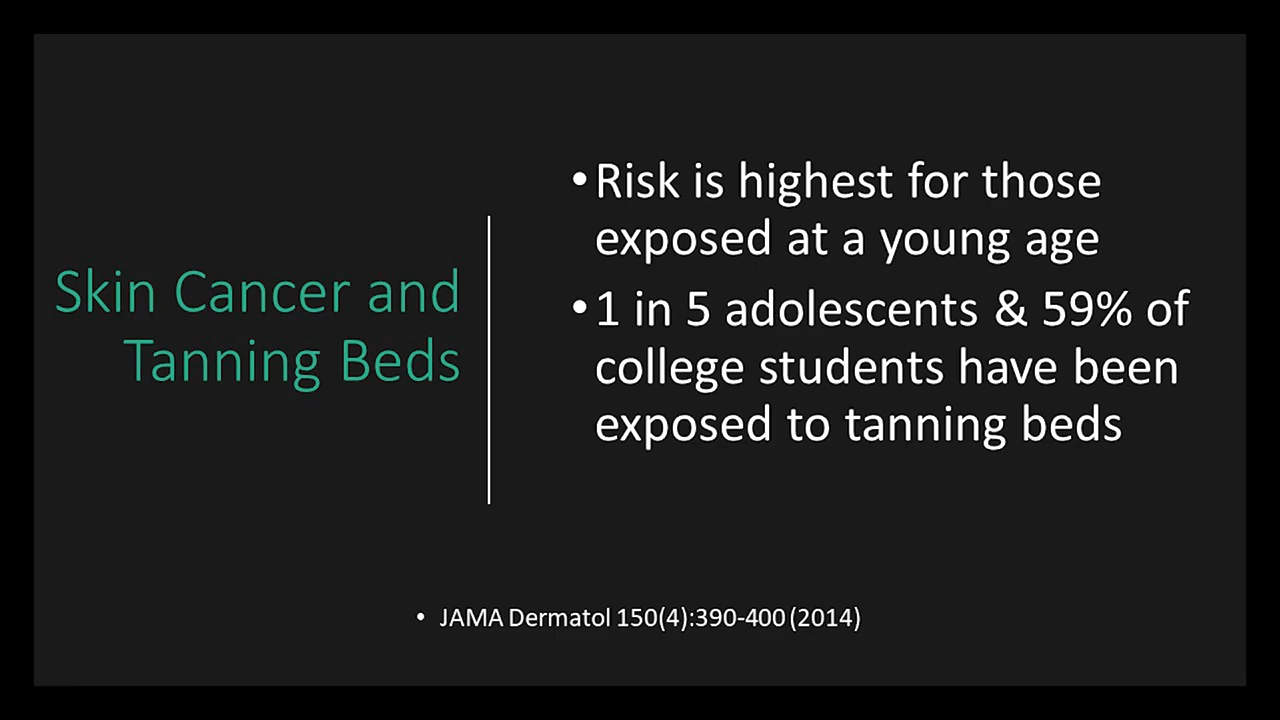 Skin Cancer and
Tanning Beds
•Risk is highest for those
exposed at a young age
•1 in 5 adolescents & 59% of
college students have been
exposed to tanning beds
• JAMA Dermatol 150(4):390-400 (2014)